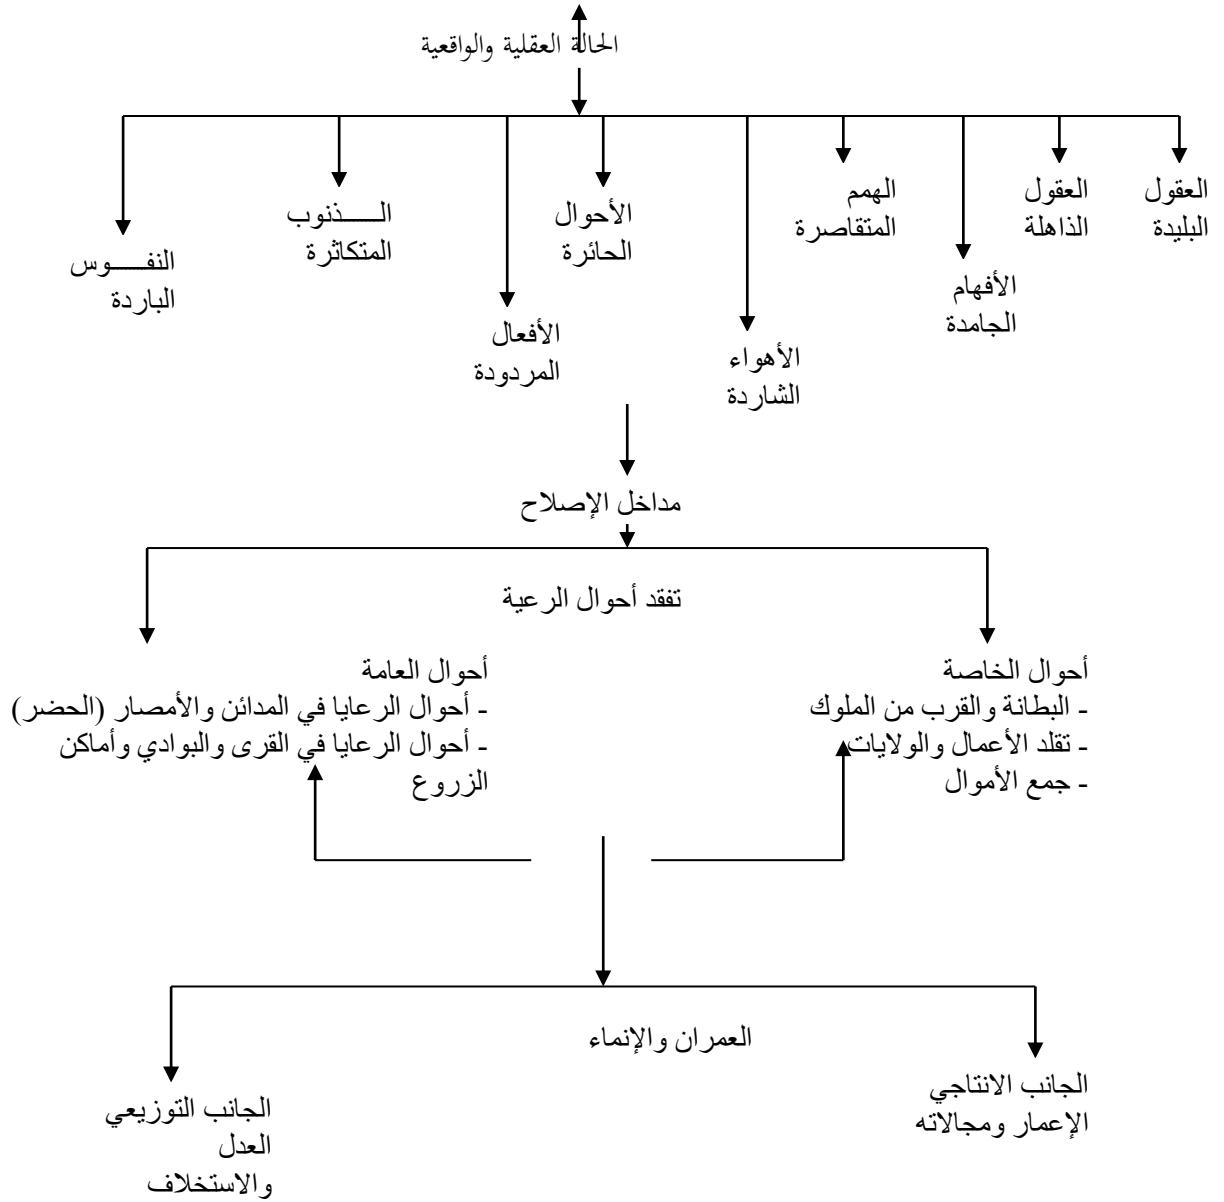 الحالة العقلية والواقعية
العقول
البليدة
العقول
الذاهلة
الأفهام
الجامدة
الهمم
المتقاصرة
الأهواء
الشاردة
الأحوال
الحائرة
الأفعال
المردودة
الـــــذنوب
المتكاثرة
النفـــــوس
الباردة
مداخل الإصلاح
تفقد أحوال الرعية
أحوال الخاصة
- البطانة والقرب من الملوك
- تقلد الأعمال والولايات
- جمع الأموال
أحوال العامة
- أحوال الرعايا في المدائن والأمصار (الحضر)
- أحوال الرعايا في القرى والبوادي وأماكن
الزروع
العمران والإنماء
الجانب الانتاجي
الإعمار ومجالاته
الجانب التوزيعي
العدل
والاستخلاف